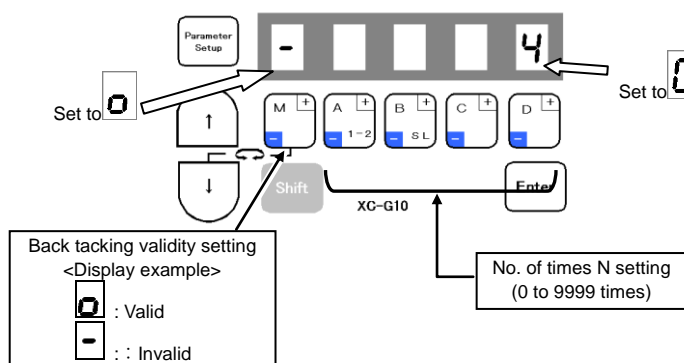 Parameter
Setup
-
4
Set to o
Set to
M + -
A + - 1-2
B + - SL
C + -
D + -
↑
↓
Shift
Enter
XC-G10
Back tacking validity setting
<Display example>
o : Valid
- : : Invalid
No. of times N setting
(0 to 9999 times)